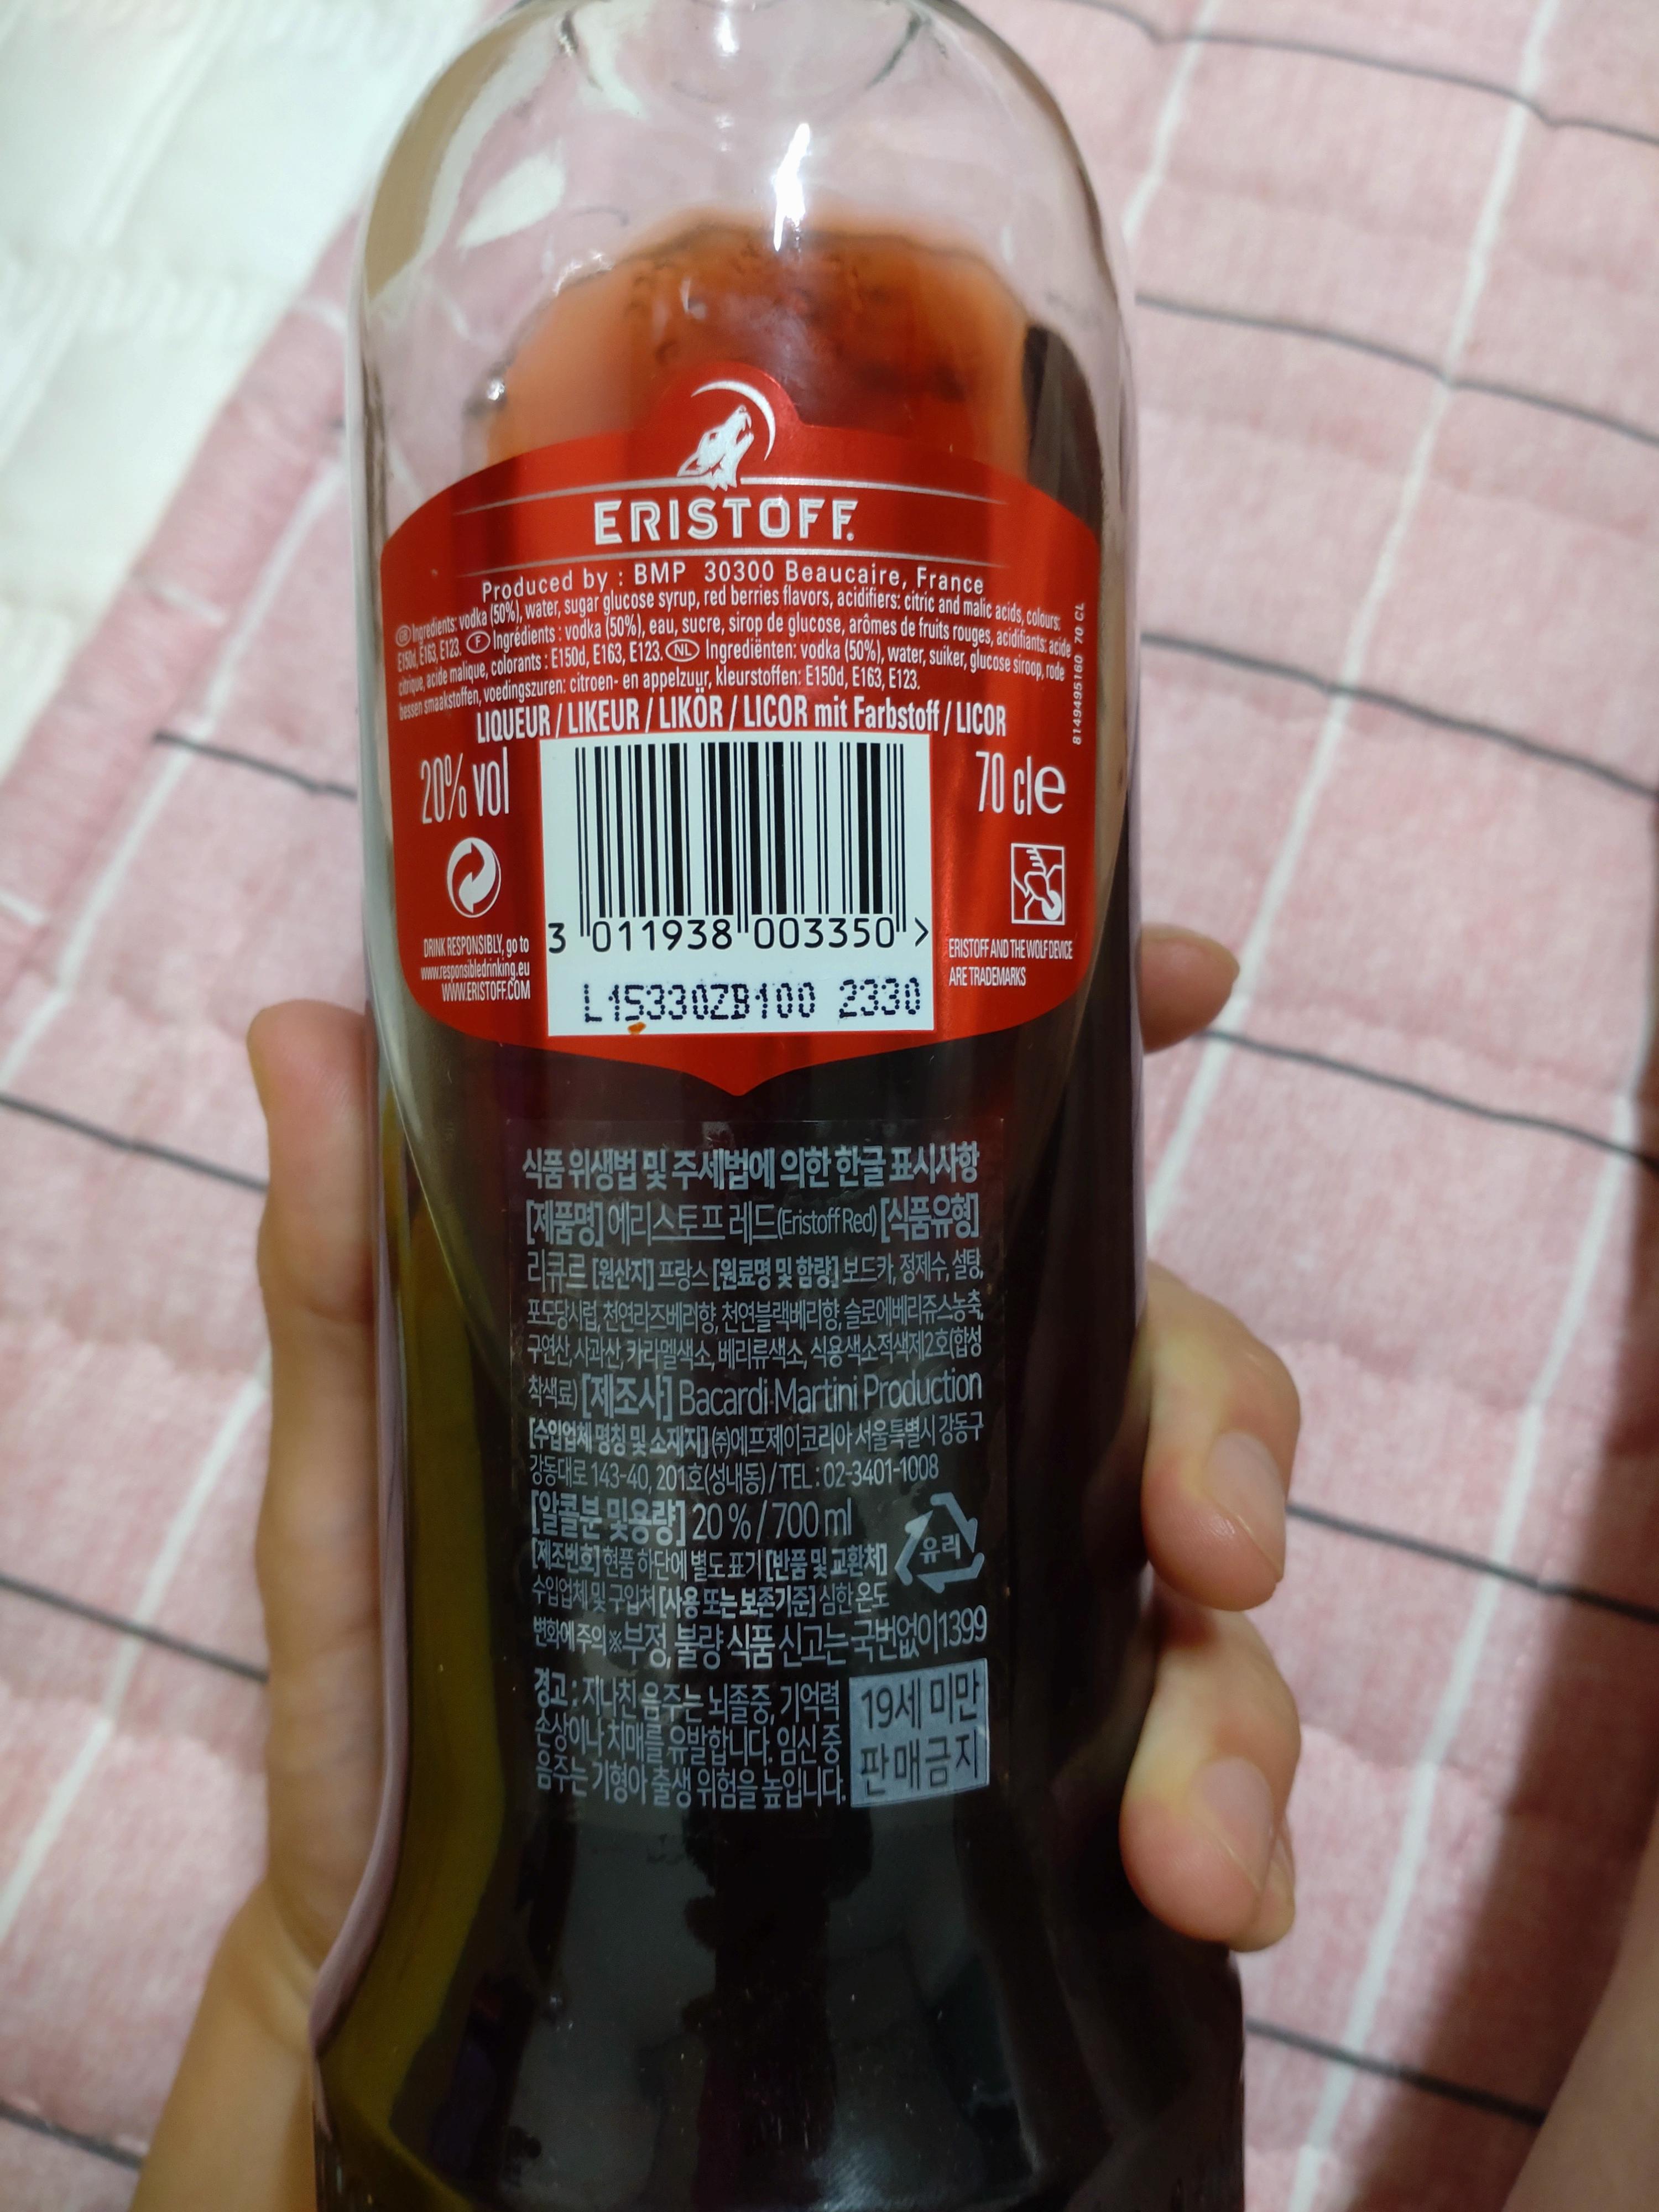 ERISTOFF.
Produced by : BMP 30300 Beaucaire, France
GB Ingredients: vodka (50%), water, sugar glucose syrup, red berries flavors, acidifiers: citric and malic acids, colours:
E150d, E163, E123. F Ingrédients : vodka (50%), eau, sucre, sirop de glucose, arômes de fruits rouges, acidifiants: acide
citrique, acide malique, colorants : E150d, E163, E123. NL Ingrediënten: vodka (50%), water, suiker, glucose siroop, rode
bessen smaakstoffen, voedingszuren: citroen- en appelzuur, kleurstoffen: E150d, E163, E123.
8149495160 70 CL
LIQUEUR / LIKEUR / LIKÖR / LICOR mit Farbstoff / LICOR
20% vol
70 cl e
3 011938 003350 >
DRINK RESPONSIBLY, go to
www.responsibledrinking.eu
WWW.ERISTOFF.COM
ERISTOFF AND THE WOLF DEVICE
ARE TRADEMARKS
L15330ZB100 2330
식품 위생법 및 주세법에 의한 한글 표시사항
[제품명] 에리스토프 레드(Eristoff Red) [식품유형]
리큐르 [원산지] 프랑스 [원료명 및 함량] 보드카, 정제수, 설탕,
포도당시럽, 천연라즈베리향, 천연블랙베리향, 슬로에베리쥬스농축,
구연산, 사과산, 카라멜색소, 베리류색소, 식용색소적색제2호(합성
착색료) [제조사] Bacardi Martini Production
[수입업체 명칭 및 소재지] (주)에프제이코리아 서울특별시 강동구
강동대로 143-40, 201호(성내동) / TEL : 02-3401-1008
[알콜분 및용량] 20 % / 700 ml
[제조번호] 현품 하단에 별도 표기 [반품 및 교환처]
유리
수입업체 및 구입처 [사용 또는 보존기준] 심한 온도
변화에 주의 ※부정, 불량 식품 신고는 국번없이1399
경고 : 지나친 음주는 뇌졸중, 기억력
손상이나 치매를 유발합니다. 임신 중
음주는 기형아 출생 위험을 높입니다.
19세 미만
판매금지